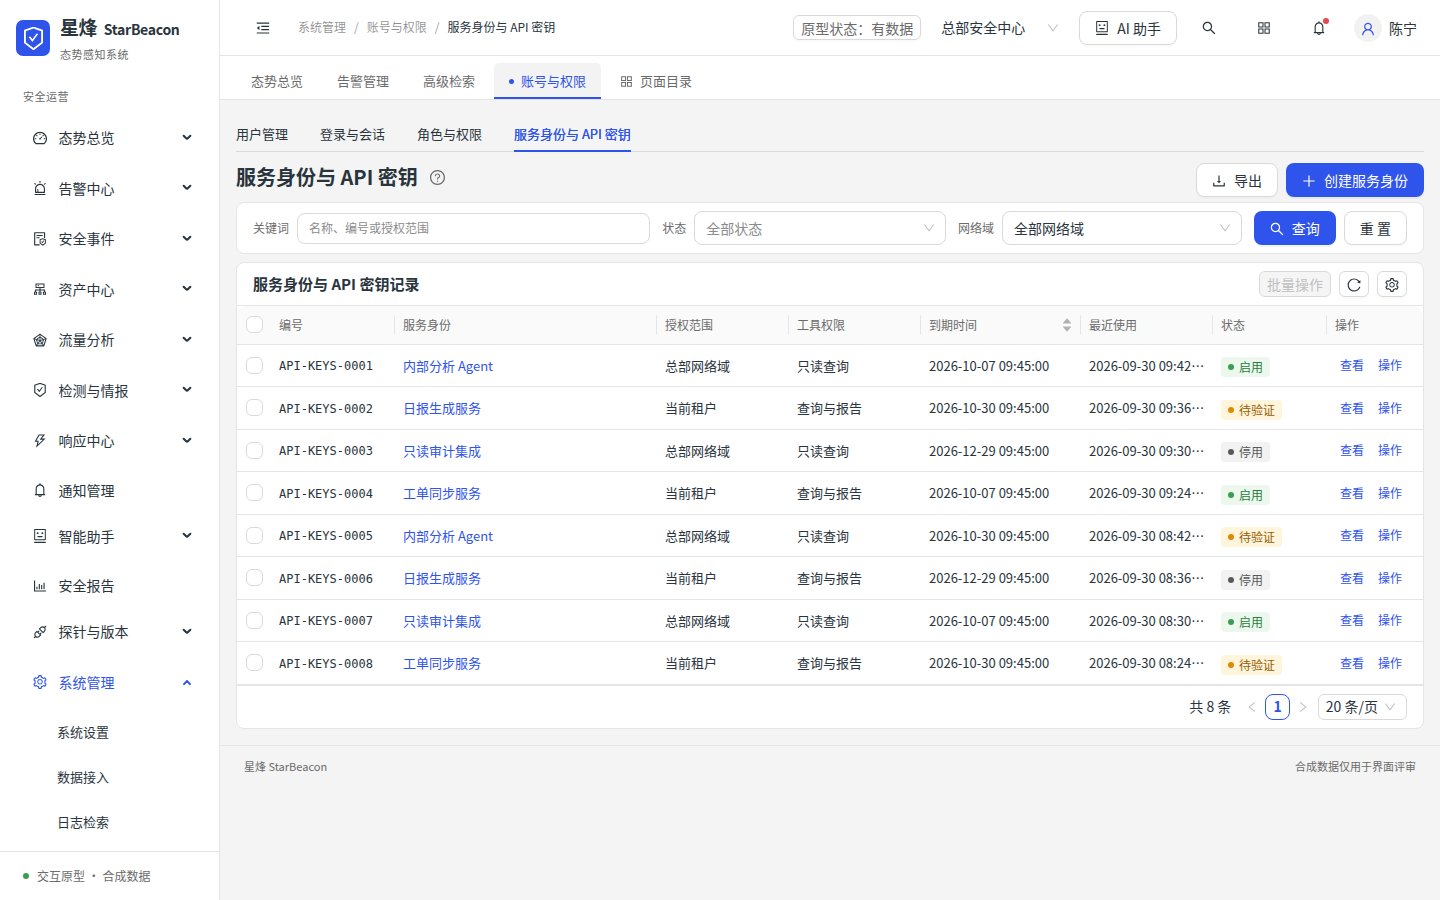 星烽 StarBeacon
态势感知系统
安全运营
态势总览
告警中心
安全事件
资产中心
流量分析
检测与情报
响应中心
通知管理
智能助手
安全报告
探针与版本
系统管理
系统设置
数据接入
日志检索
交互原型 · 合成数据
系统管理 / 账号与权限 / 服务身份与 API 密钥
原型状态：有数据
总部安全中心
AI 助手
陈宁
态势总览 告警管理 高级检索 账号与权限 页面目录
用户管理 登录与会话 角色与权限 服务身份与 API 密钥
服务身份与 API 密钥
导出
创建服务身份
关键词 名称、编号或授权范围 状态 全部状态 网络域 全部网络域 查询 重 置
服务身份与 API 密钥记录
批量操作
编号 服务身份 授权范围 工具权限 到期时间 最近使用 状态 操作
API-KEYS-0001 内部分析 Agent 总部网络域 只读查询 2026-10-07 09:45:00 2026-09-30 09:42··· 启用 查看 操作
API-KEYS-0002 日报生成服务 当前租户 查询与报告 2026-10-30 09:45:00 2026-09-30 09:36··· 待验证 查看 操作
API-KEYS-0003 只读审计集成 总部网络域 只读查询 2026-12-29 09:45:00 2026-09-30 09:30··· 停用 查看 操作
API-KEYS-0004 工单同步服务 当前租户 查询与报告 2026-10-07 09:45:00 2026-09-30 09:24··· 启用 查看 操作
API-KEYS-0005 内部分析 Agent 总部网络域 只读查询 2026-10-30 09:45:00 2026-09-30 08:42··· 待验证 查看 操作
API-KEYS-0006 日报生成服务 当前租户 查询与报告 2026-12-29 09:45:00 2026-09-30 08:36··· 停用 查看 操作
API-KEYS-0007 只读审计集成 总部网络域 只读查询 2026-10-07 09:45:00 2026-09-30 08:30··· 启用 查看 操作
API-KEYS-0008 工单同步服务 当前租户 查询与报告 2026-10-30 09:45:00 2026-09-30 08:24··· 待验证 查看 操作
共 8 条 1 20 条/页
星烽 StarBeacon
合成数据仅用于界面评审